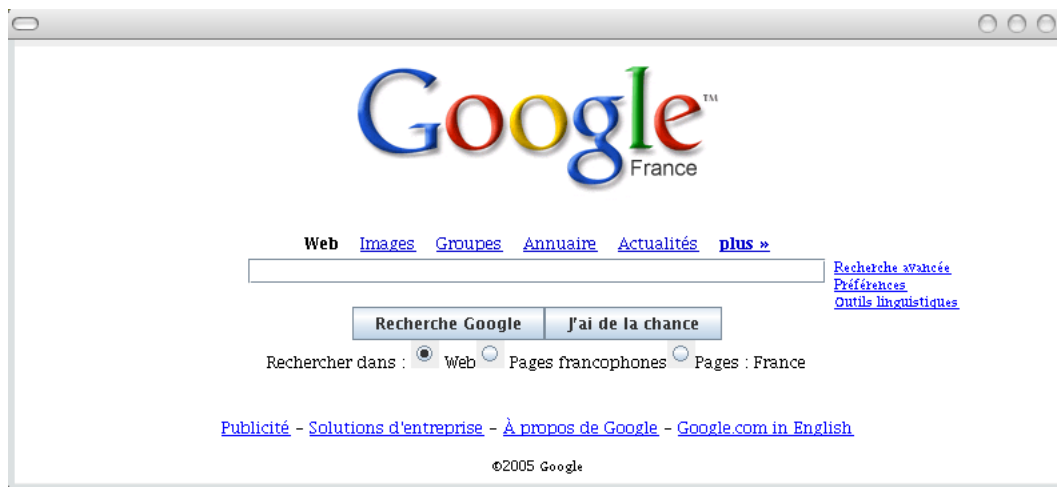 Google™
France
Web Images Groupes Annuaire Actualités plus »
Recherche avancée
Préférences
Outils linguistiques
Recherche Google J'ai de la chance
Rechercher dans : Web Pages francophones Pages : France
Publicité - Solutions d'entreprise - À propos de Google - Google.com in English
©2005 Google